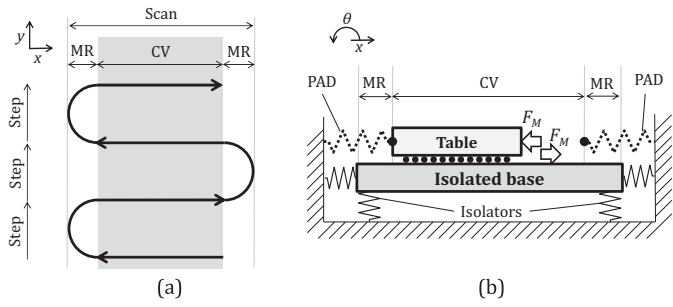 Scan
y
x
MR
CV
MR
Step
Step
Step
(a)
θ
x
MR
CV
MR
PAD
PAD
F_M
F_M
Table
Isolated base
Isolators
(b)